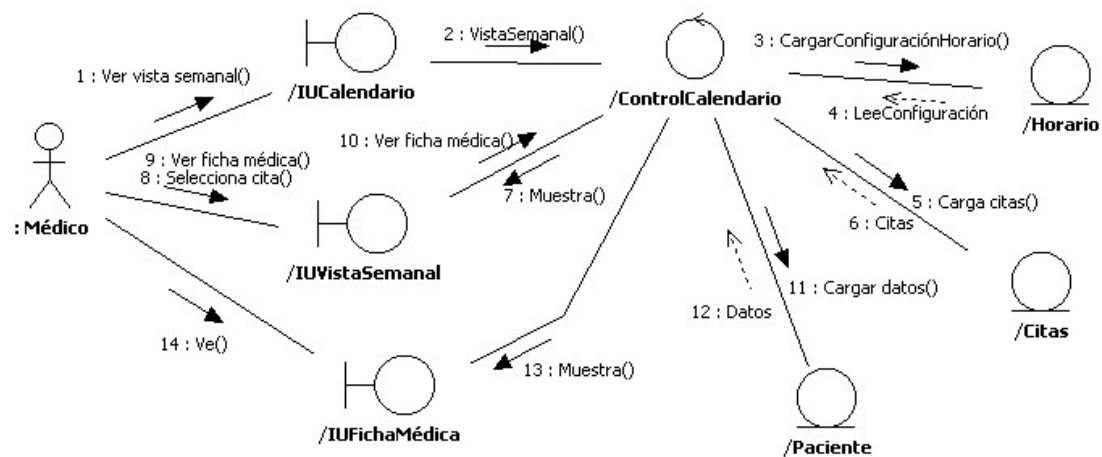 2 : VistaSemanal()
3 : CargarConfiguraciónHorario()
1 : Ver vista semanal()
/IUCalendario
/ControlCalendario
4 : LeeConfiguración
/Horario
10 : Ver ficha médica()
9 : Ver ficha médica()
8 : Selecciona cita()
7 : Muestra()
5 : Carga citas()
6 : Citas
: Médico
/IUVistaSemanal
11 : Cargar datos()
12 : Datos
/Citas
14 : Ve()
13 : Muestra()
/IUFichaMédica
/Paciente